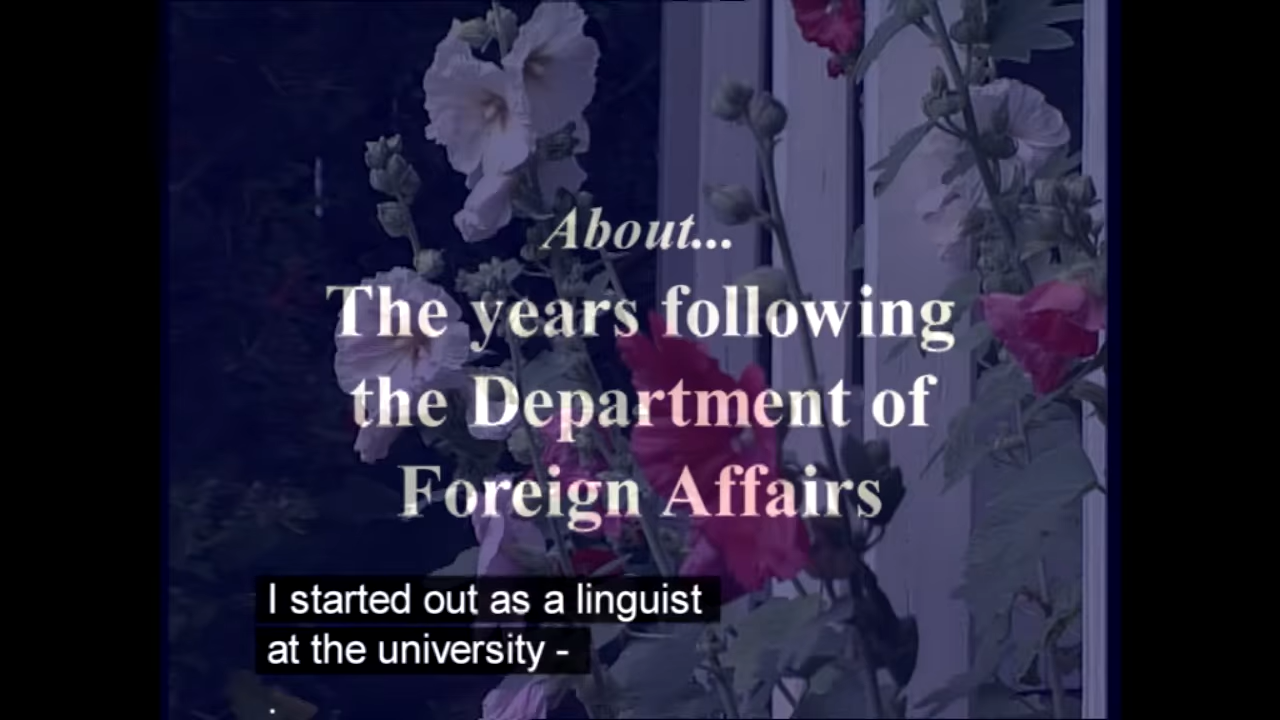 About...
The years following
the Department of
Foreign Affairs
I started out as a linguist
at the university -
.